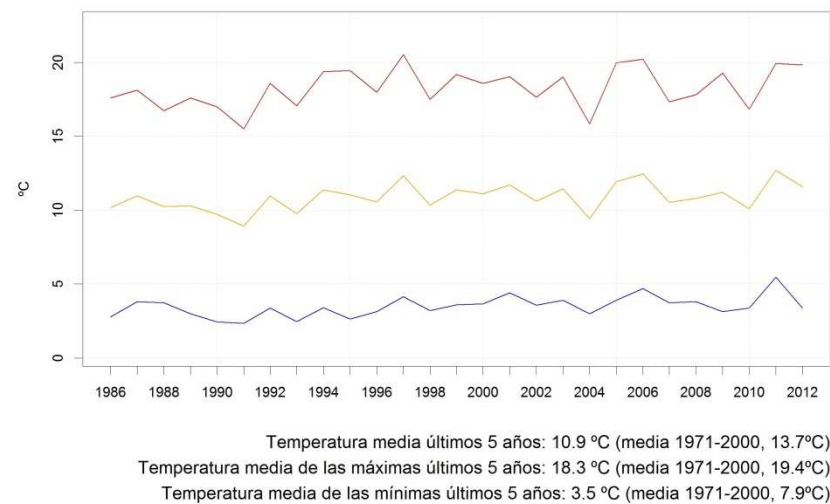 20
15
10
5
0
ºC
1986 1988 1990 1992 1994 1996 1998 2000 2002 2004 2006 2008 2010 2012
Temperatura media últimos 5 años: 10.9 ºC (media 1971-2000, 13.7ºC)
Temperatura media de las máximas últimos 5 años: 18.3 ºC (media 1971-2000, 19.4ºC)
Temperatura media de las mínimas últimos 5 años: 3.5 ºC (media 1971-2000, 7.9ºC)